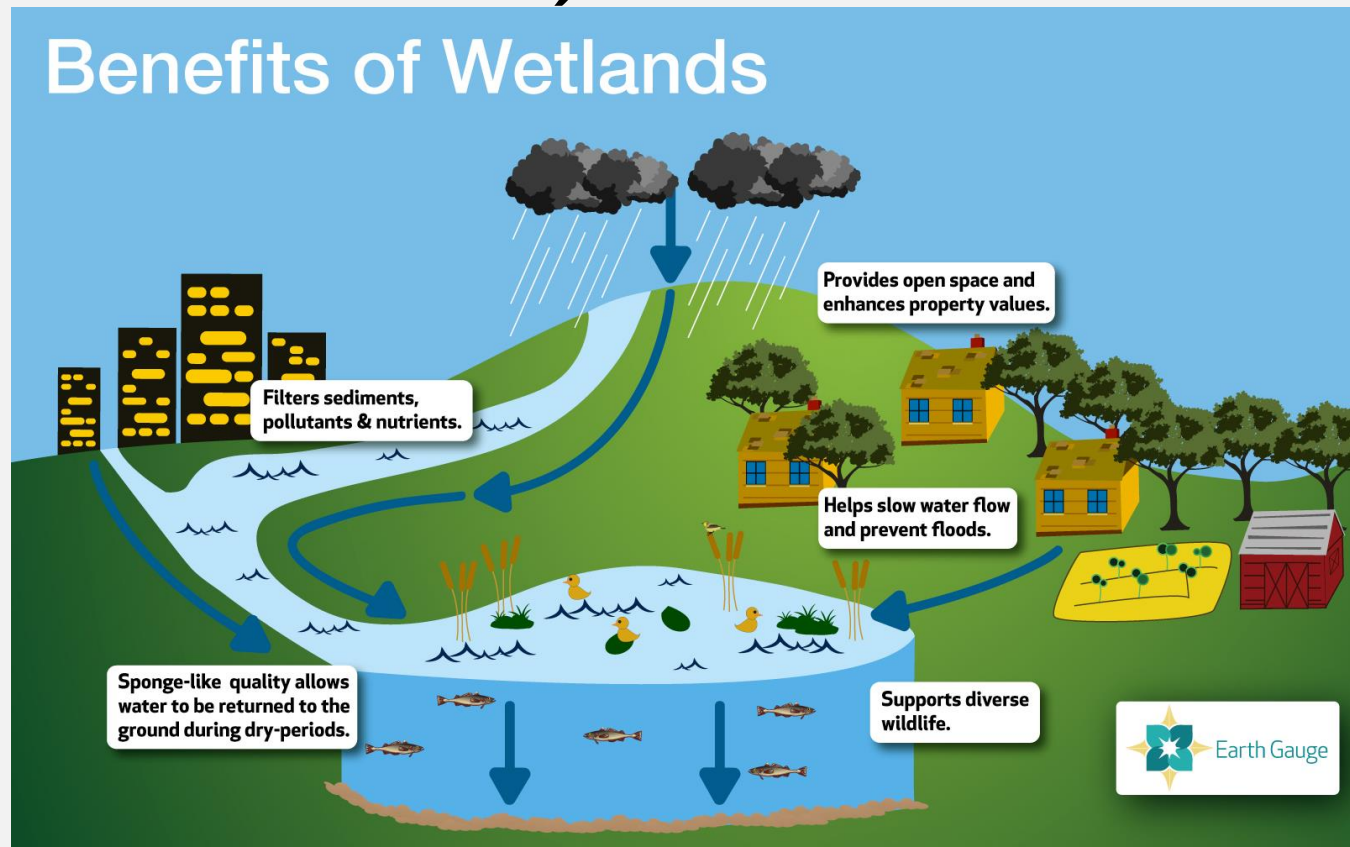 Benefits of Wetlands
Provides open space and
enhances property values.
Filters sediments,
pollutants & nutrients.
Helps slow water flow
and prevent floods.
Sponge-like quality allows
water to be returned to the
ground during dry-periods.
Supports diverse
wildlife.
Earth Gauge